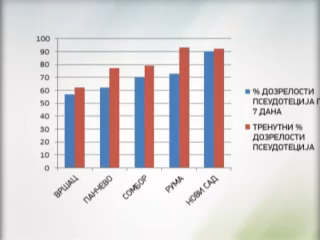 100
90
80
70
60
50
40
30
20
10
0
ВРШАЦ
ПАНЧЕВО
СОМБОР
РУМА
НОВИ САД
% ДОЗРЕЛОСТИ
ПСЕУДОТЕЦИЈА П
7 ДАНА
ТРЕНУТНИ %
ДОЗРЕЛОСТИ
ПСЕУДОТЕЦИЈА